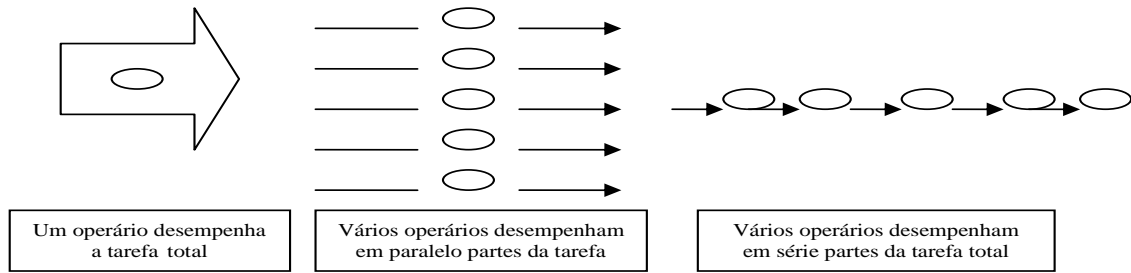 Um operário desempenha
a tarefa total
Vários operários desempenham
em paralelo partes da tarefa
Vários operários desempenham
em série partes da tarefa total